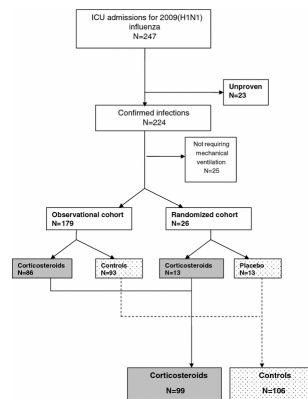 ICU admissions for 2009(H1N1)
influenza
N=247
Unproven
N=23
Confirmed infections
N=224
Not requiring
mechanical
ventilation
N=25
Observational cohort
N=179
Randomized cohort
N=26
Corticosteroids
N=86
Controls
N=93
Corticosteroids
N=13
Placebo
N=13
Corticosteroids
N=99
Controls
N=106